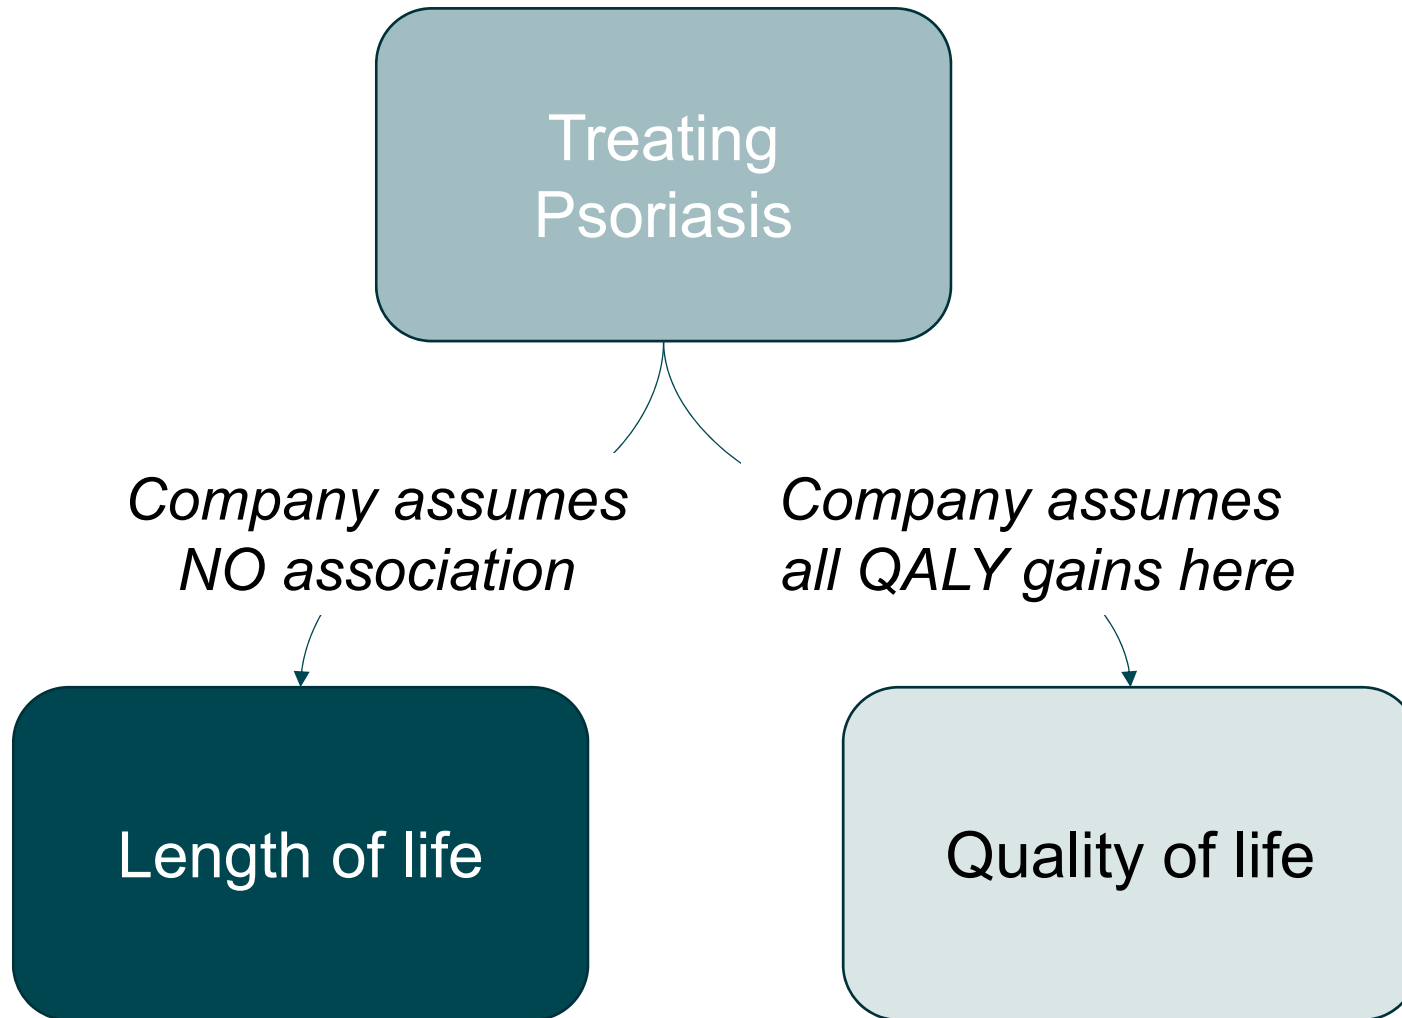 Treating
Psoriasis
Company assumes
NO association
Company assumes
all QALY gains here
Length of life
Quality of life